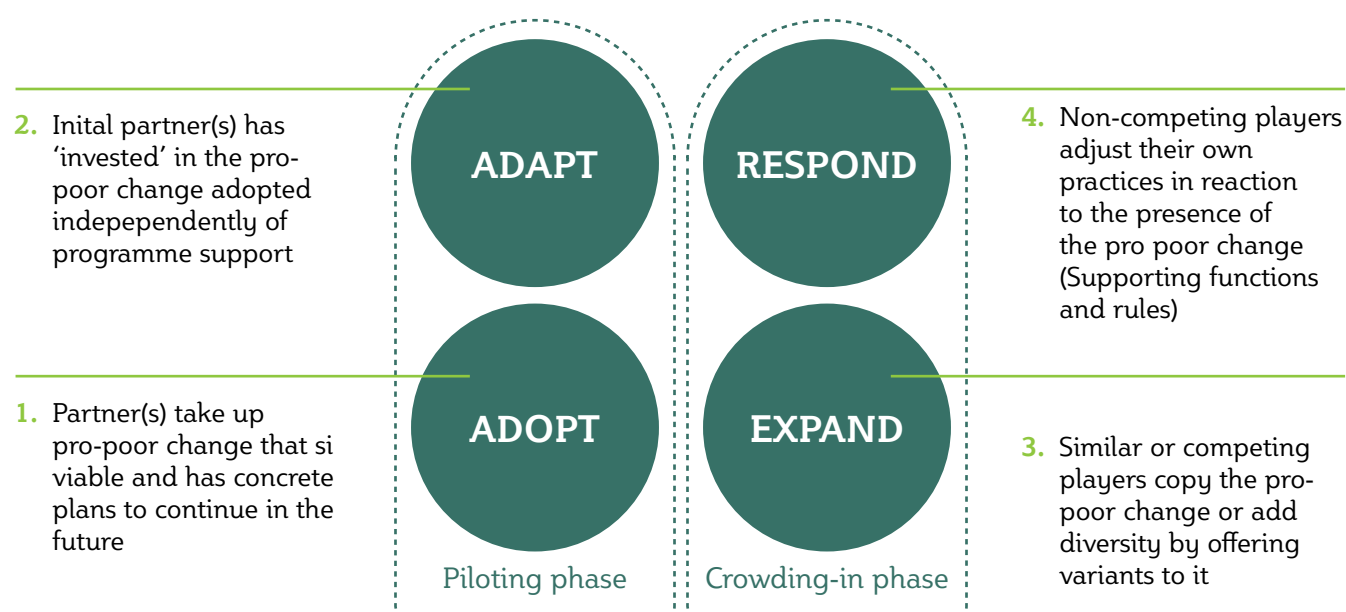 2. Inital partner(s) has
‘invested’ in the pro-
poor change adopted
indepependently of
programme support
ADAPT
RESPOND
4. Non-competing players
adjust their own
practices in reaction
to the presence of
the pro poor change
(Supporting functions
and rules)
1. Partner(s) take up
pro-poor change that si
viable and has concrete
plans to continue in the
future
ADOPT
EXPAND
3. Similar or competing
players copy the pro-
poor change or add
diversity by offering
variants to it
Piloting phase
Crowding-in phase